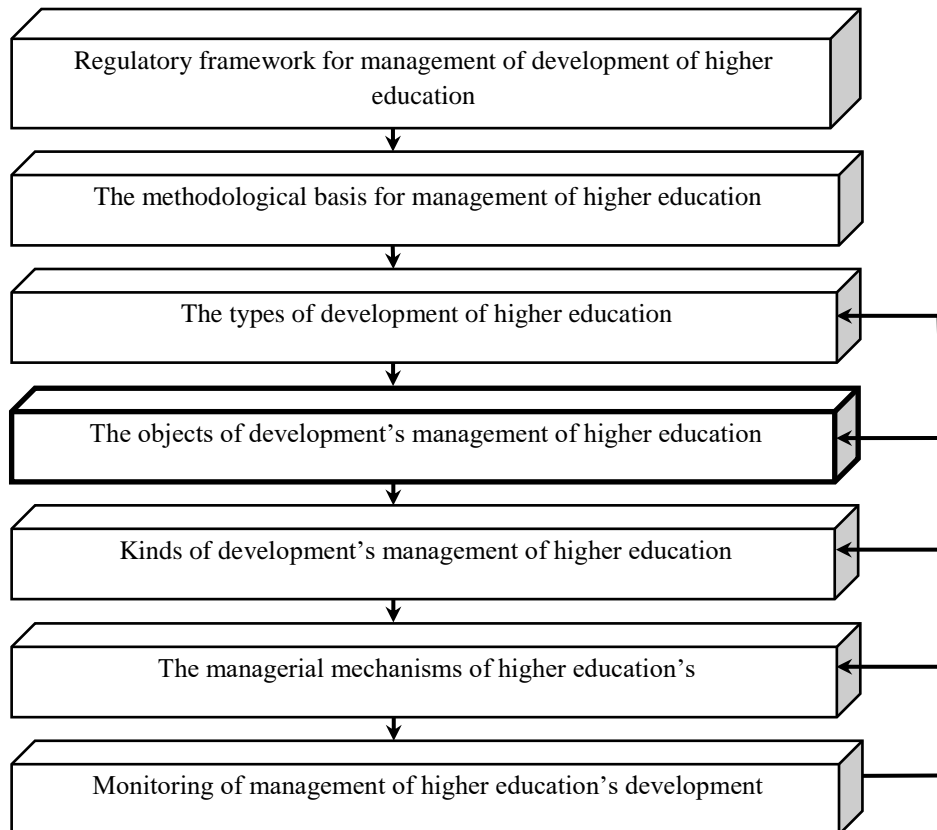 Regulatory framework for management of development of higher
education
The methodological basis for management of higher education
The types of development of higher education
The objects of development’s management of higher education
Kinds of development’s management of higher education
The managerial mechanisms of higher education’s
Monitoring of management of higher education’s development